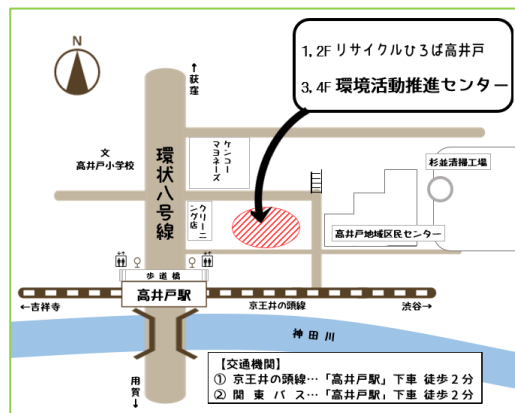 1,2F リサイクルひろば高井戸
3,4F 環境活動推進センター
N
↑荻窪
文
高井戸小学校
環状八号線
ケンコー
マヨネーズ
クリーニ
ング店
杉並清掃工場
高井戸地域区民センター
歩道橋
高井戸駅
←吉祥寺
京王井の頭線
渋谷→
神田川
用賀↓
【交通機関】
① 京王井の頭線…「高井戸駅」下車 徒歩2分
② 関東バス…「高井戸駅」下車 徒歩2分